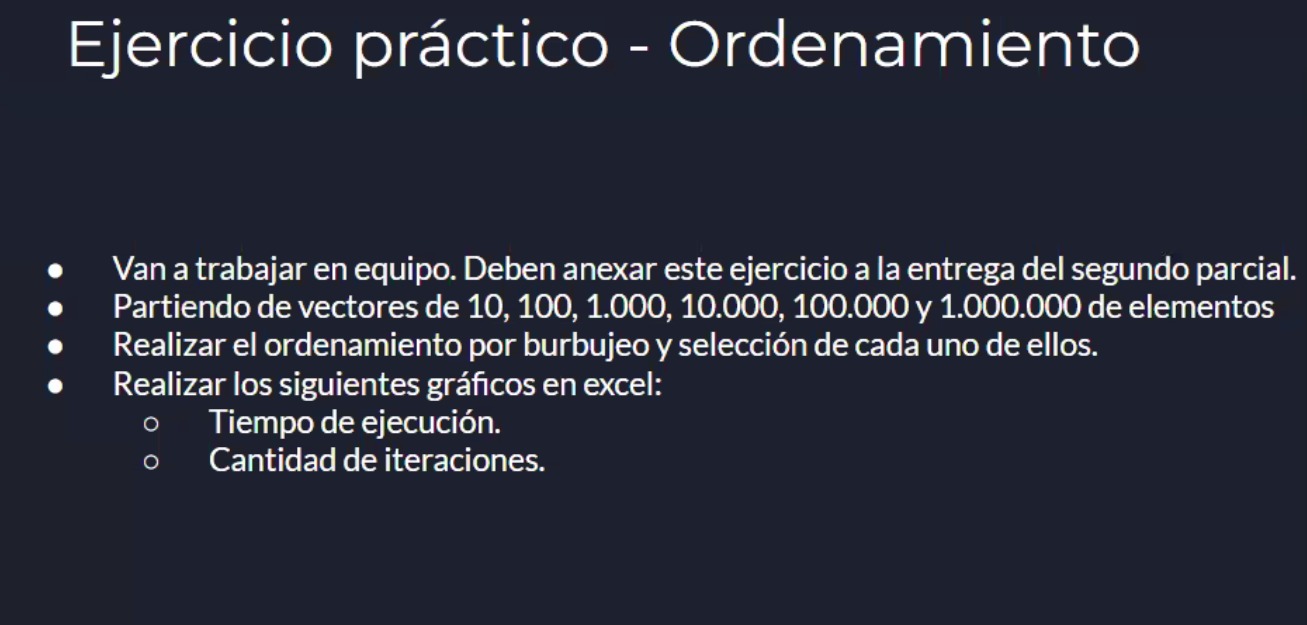 Ejercicio práctico - Ordenamiento
● Van a trabajar en equipo. Deben anexar este ejercicio a la entrega del segundo parcial.
● Partiendo de vectores de 10, 100, 1.000, 10.000, 100.000 y 1.000.000 de elementos
● Realizar el ordenamiento por burbujeo y selección de cada uno de ellos.
● Realizar los siguientes gráficos en excel:
○ Tiempo de ejecución.
○ Cantidad de iteraciones.